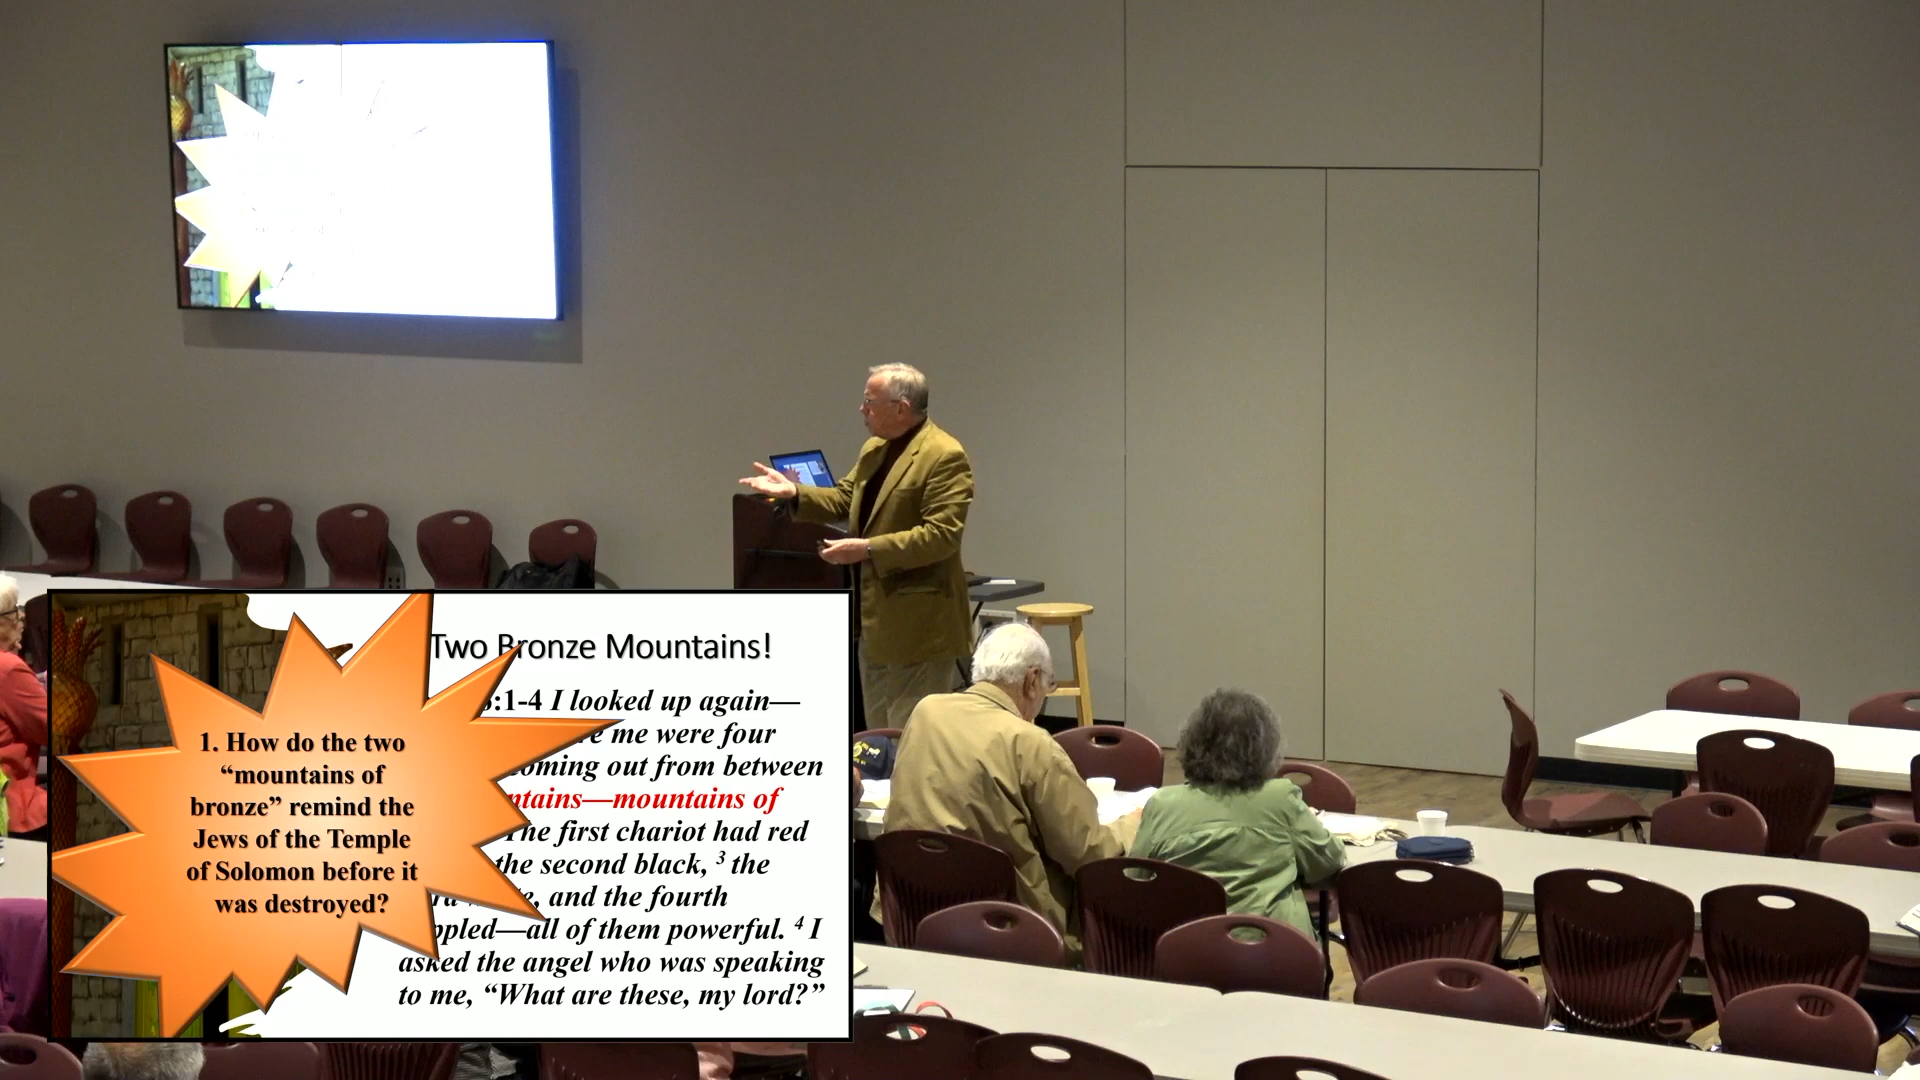 Two Bronze Mountains!
:1-4 I looked up again—
me were four
coming out from between
mountains of
The first chariot had red
the second black, ³ the
and the fourth
—all of them powerful. ⁴ I
asked the angel who was speaking
to me, “What are these, my lord?”
1. How do the two
“mountains of
bronze” remind the
Jews of the Temple
of Solomon before it
was destroyed?